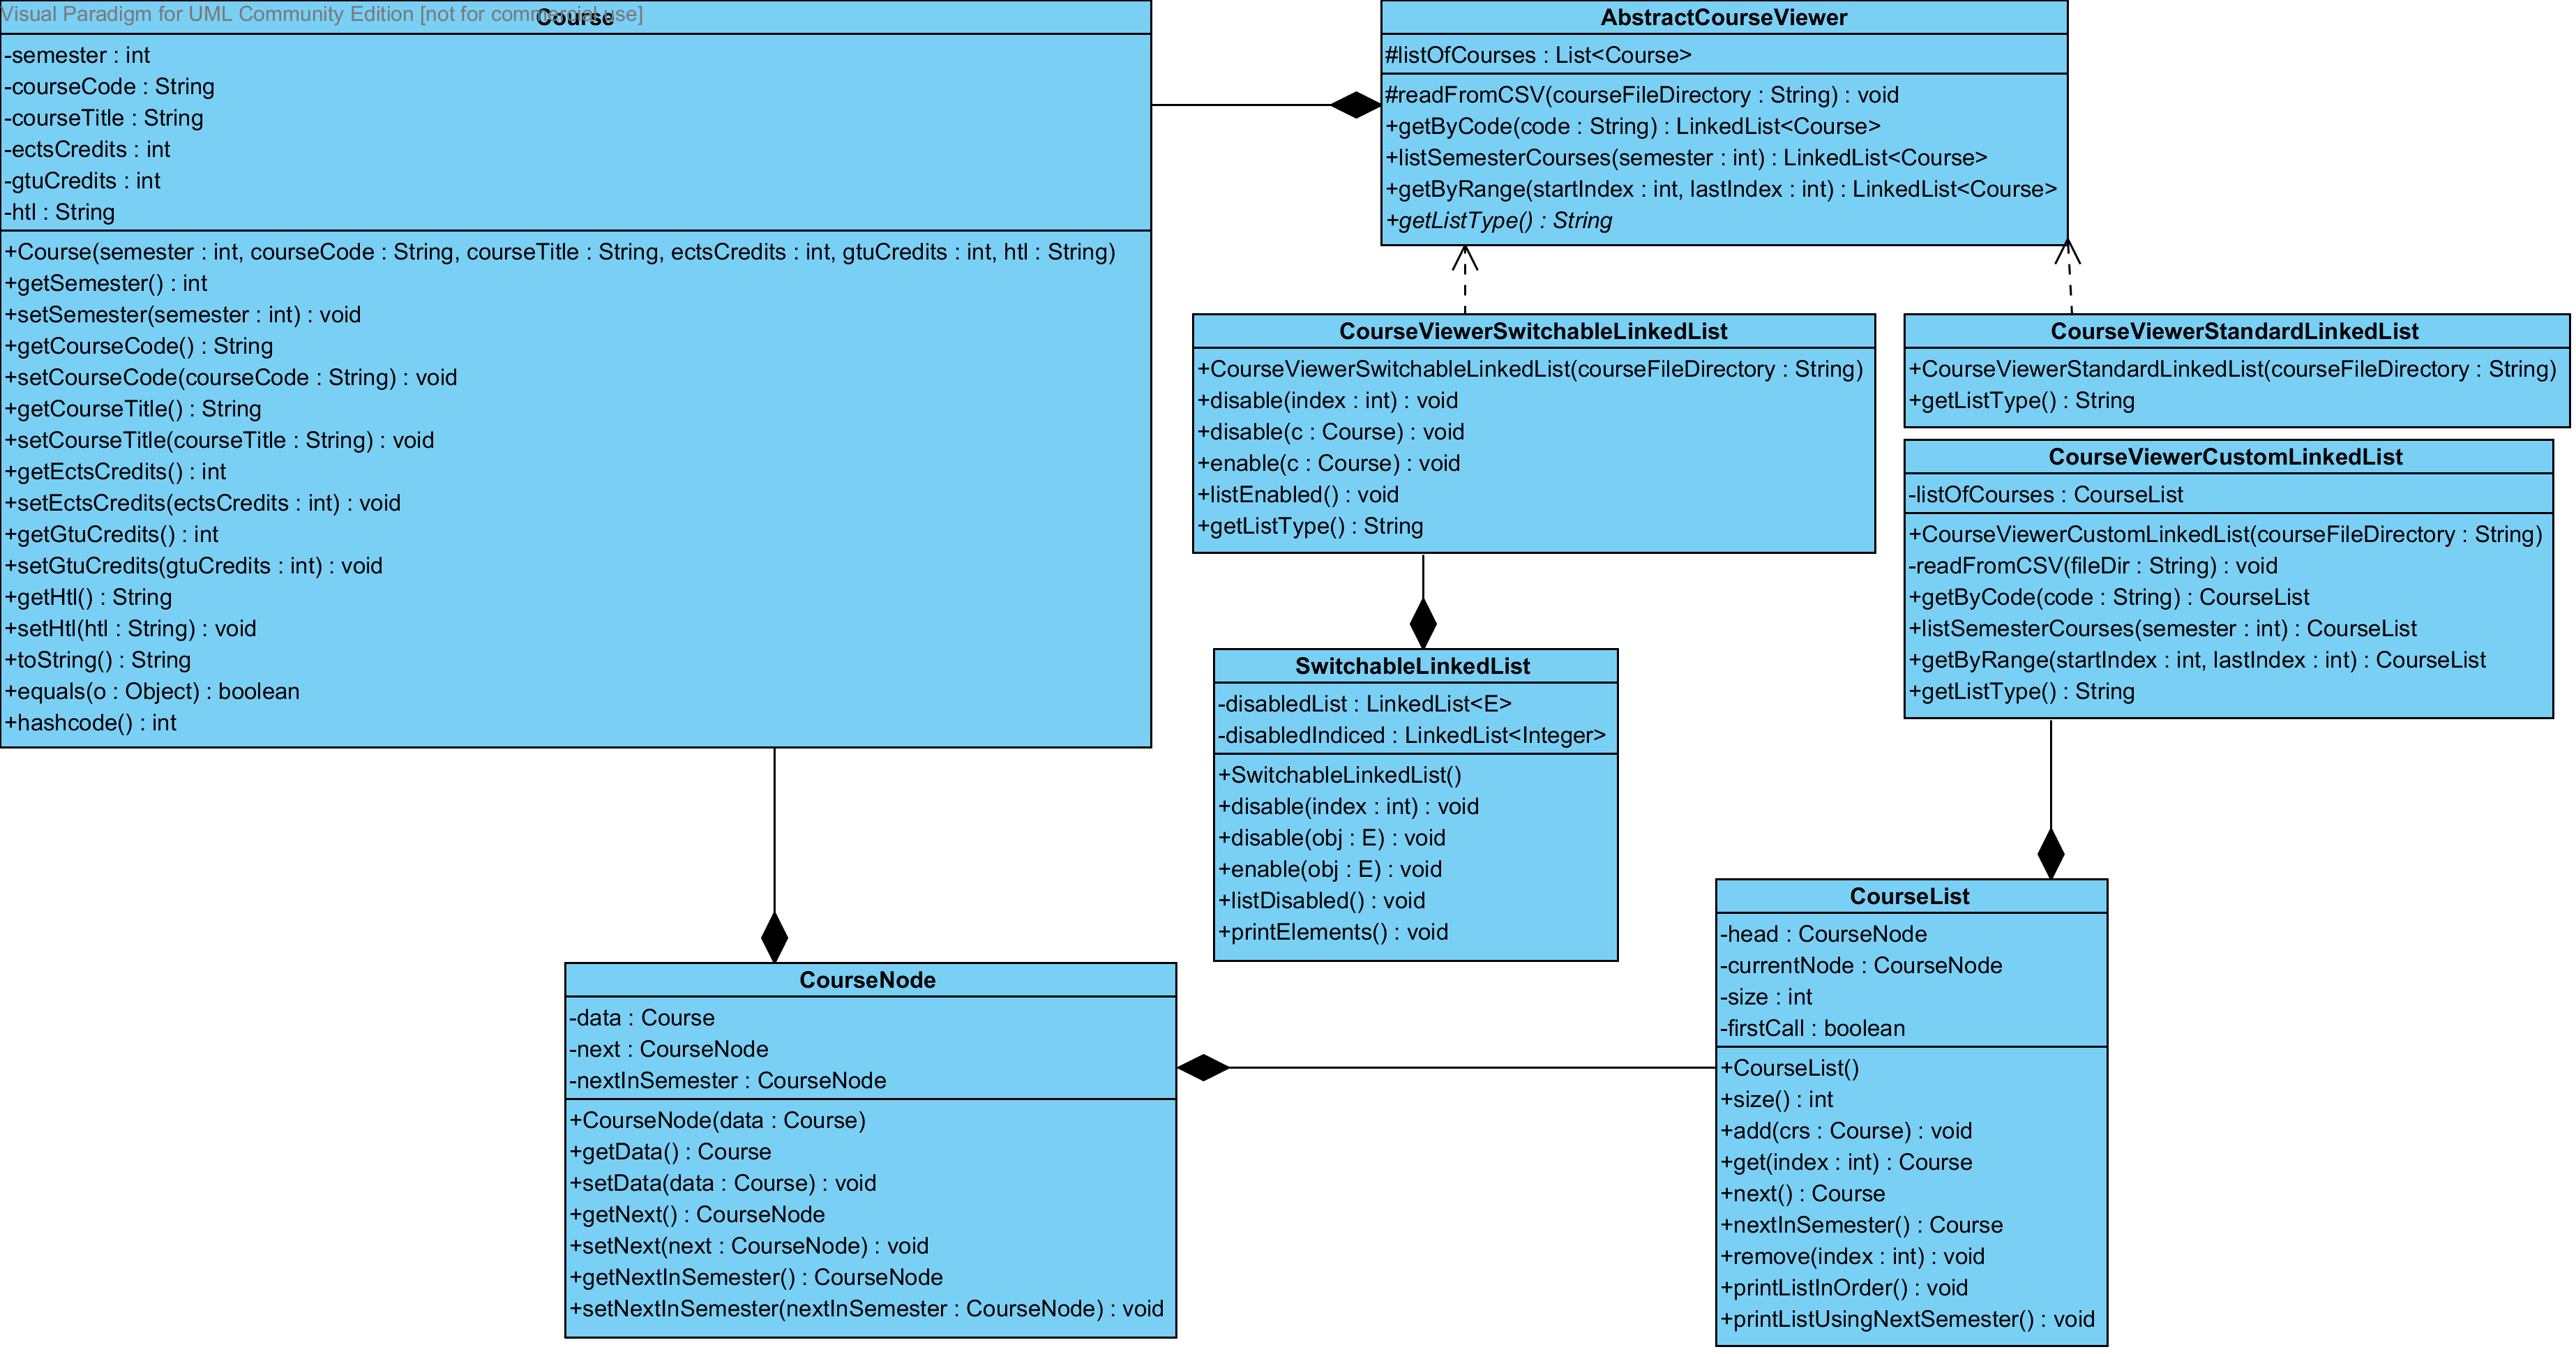 Visual Paradigm for UML Community Edition [not for commercial use]
Course
-semester : int
-courseCode : String
-courseTitle : String
-ectsCredits : int
-gtuCredits : int
-htl : String
+Course(semester : int, courseCode : String, courseTitle : String, ectsCredits : int, gtuCredits : int, htl : String)
+getSemester() : int
+setSemester(semester : int) : void
+getCourseCode() : String
+setCourseCode(courseCode : String) : void
+getCourseTitle() : String
+setCourseTitle(courseTitle : String) : void
+getEctsCredits() : int
+setEctsCredits(ectsCredits : int) : void
+getGtuCredits() : int
+setGtuCredits(gtuCredits : int) : void
+getHtl() : String
+setHtl(htl : String) : void
+toString() : String
+equals(o : Object) : boolean
+hashcode() : int
AbstractCourseViewer
#listOfCourses : List<Course>
#readFromCSV(courseFileDirectory : String) : void
+getByCode(code : String) : LinkedList<Course>
+listSemesterCourses(semester : int) : LinkedList<Course>
+getByRange(startIndex : int, lastIndex : int) : LinkedList<Course>
+getListType() : String
CourseViewerSwitchableLinkedList
+CourseViewerSwitchableLinkedList(courseFileDirectory : String)
+disable(index : int) : void
+disable(c : Course) : void
+enable(c : Course) : void
+listEnabled() : void
+getListType() : String
CourseViewerStandardLinkedList
+CourseViewerStandardLinkedList(courseFileDirectory : String)
+getListType() : String
CourseViewerCustomLinkedList
-listOfCourses : CourseList
+CourseViewerCustomLinkedList(courseFileDirectory : String)
-readFromCSV(fileDir : String) : void
+getByCode(code : String) : CourseList
+listSemesterCourses(semester : int) : CourseList
+getByRange(startIndex : int, lastIndex : int) : CourseList
+getListType() : String
SwitchableLinkedList
-disabledList : LinkedList<E>
-disabledIndiced : LinkedList<Integer>
+SwitchableLinkedList()
+disable(index : int) : void
+disable(obj : E) : void
+enable(obj : E) : void
+listDisabled() : void
+printElements() : void
CourseNode
-data : Course
-next : CourseNode
-nextInSemester : CourseNode
+CourseNode(data : Course)
+getData() : Course
+setData(data : Course) : void
+getNext() : CourseNode
+setNext(next : CourseNode) : void
+getNextInSemester() : CourseNode
+setNextInSemester(nextInSemester : CourseNode) : void
CourseList
-head : CourseNode
-currentNode : CourseNode
-size : int
-firstCall : boolean
+CourseList()
+size() : int
+add(crs : Course) : void
+get(index : int) : Course
+next() : Course
+nextInSemester() : Course
+remove(index : int) : void
+printListInOrder() : void
+printListUsingNextSemester() : void